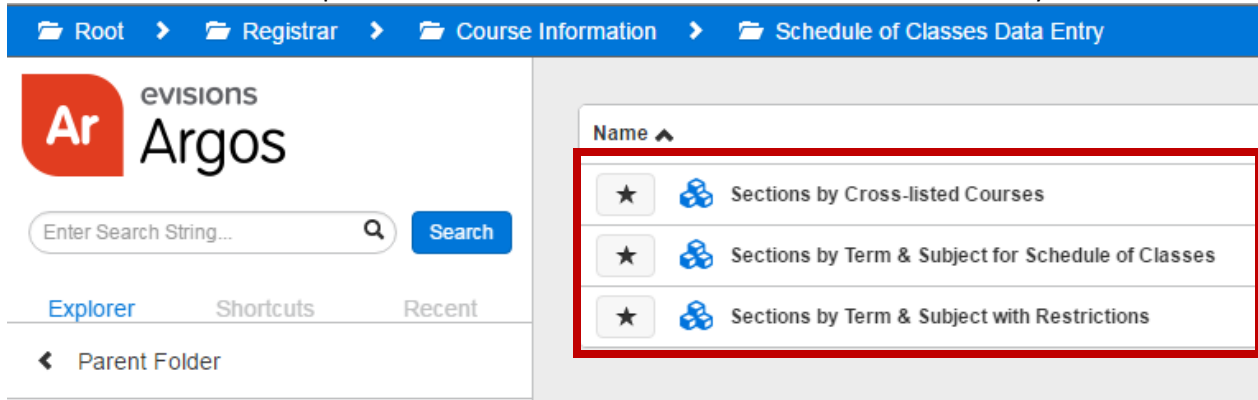 Root > Registrar > Course Information > Schedule of Classes Data Entry
Ar evisions
Argos
Enter Search String... Search
Explorer Shortcuts Recent
Parent Folder
Name
Sections by Cross-listed Courses
Sections by Term & Subject for Schedule of Classes
Sections by Term & Subject with Restrictions